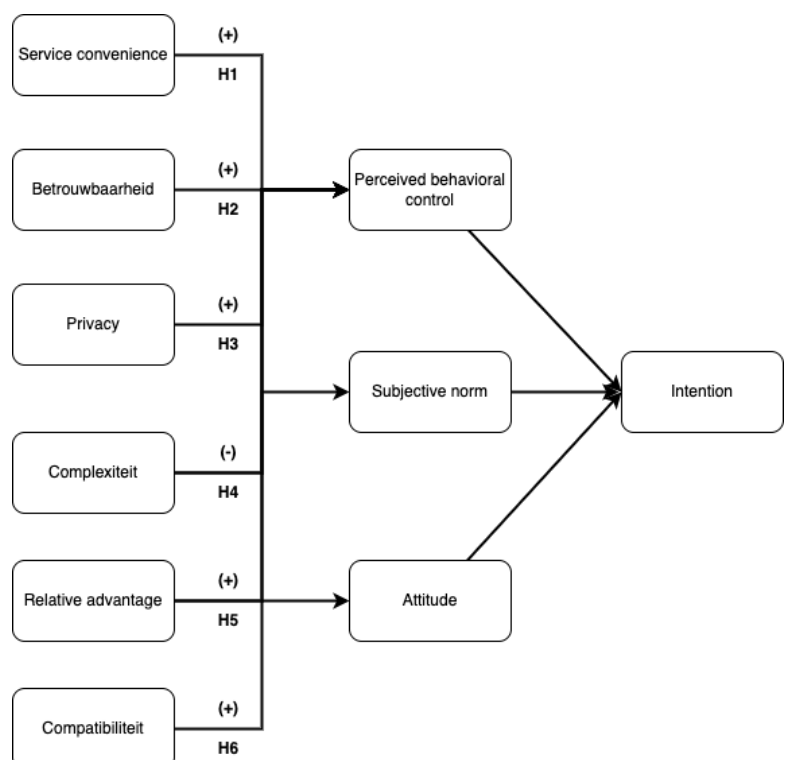 Service convenience
(+)
H1
Betrouwbaarheid
(+)
H2
Perceived behavioral
control
Privacy
(+)
H3
Subjective norm
Intention
Complexiteit
(-)
H4
Relative advantage
(+)
H5
Attitude
Compatibiliteit
(+)
H6